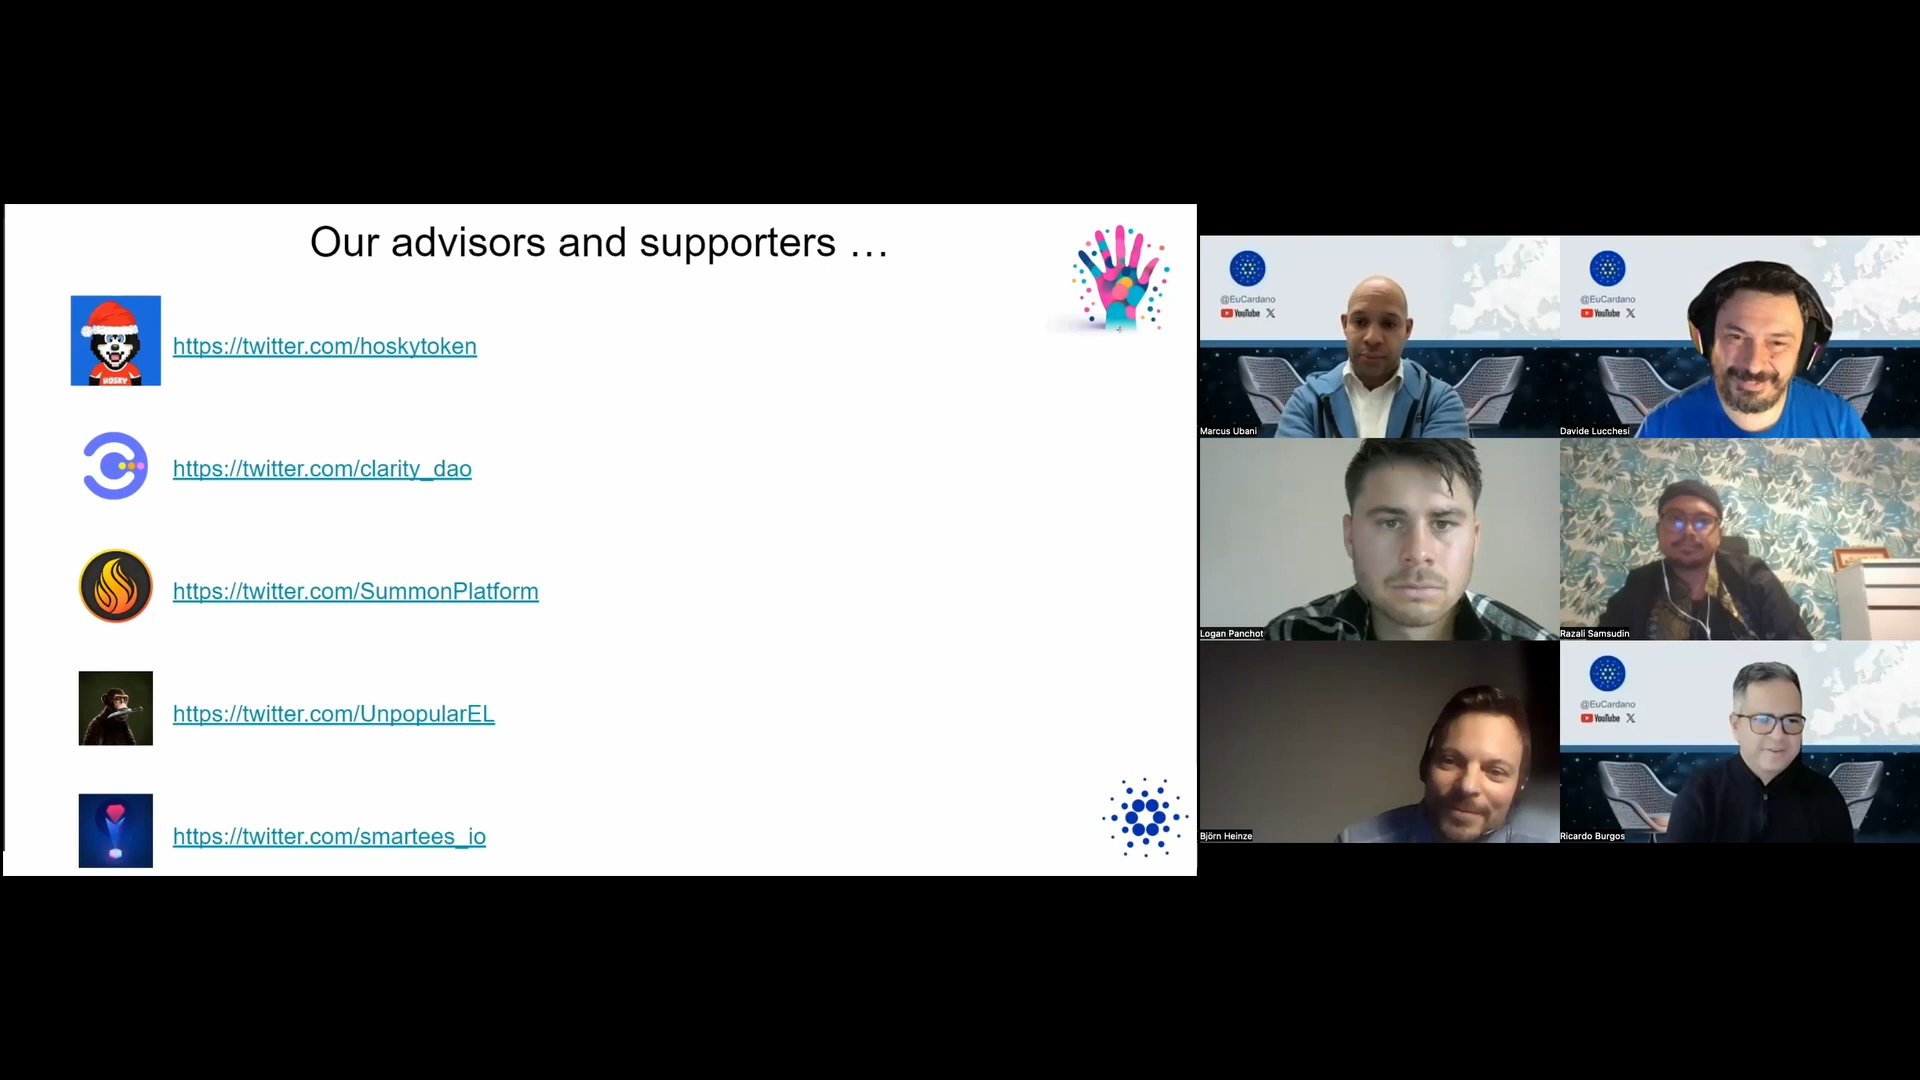 Our advisors and supporters …
HOSKY
https://twitter.com/hoskytoken
https://twitter.com/clarity_dao
https://twitter.com/SummonPlatform
https://twitter.com/UnpopularEL
https://twitter.com/smartees_io
@EuCardano
YouTube X
Marcus Ubani
@EuCardano
YouTube X
Davide Lucchesi
Logan Panchot
Razali Samsudin
Björn Heinze
@EuCardano
YouTube X
Ricardo Burgos